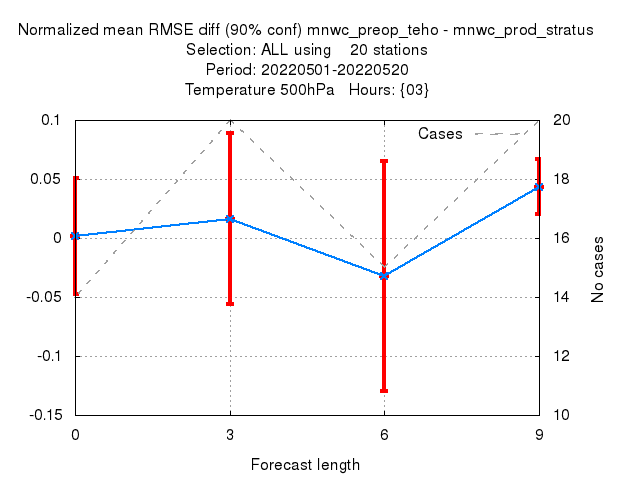 Normalized mean RMSE diff (90% conf) mnwc_preop_teho - mnwc_prod_stratus
Selection: ALL using    20 stations
Period: 20220501-20220520
Temperature 500hPa   Hours: {03}
0.1
0.05
0
-0.05
-0.1
-0.15
Cases
20
18
16
14
12
10
No cases
0 3 6 9
Forecast length